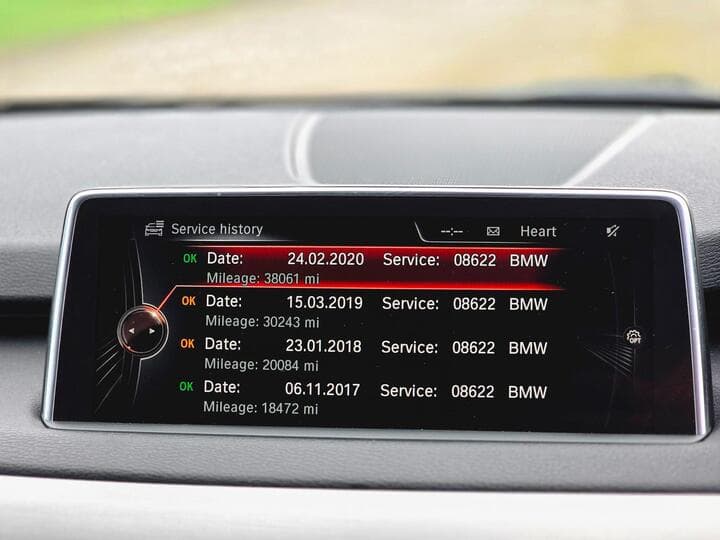 Service history --:-- Heart
OK Date: 24.02.2020 Service: 08622 BMW
Mileage: 38061 mi
OK Date: 15.03.2019 Service: 08622 BMW
Mileage: 30243 mi
OPT
OK Date: 23.01.2018 Service: 08622 BMW
Mileage: 20084 mi
OK Date: 06.11.2017 Service: 08622 BMW
Mileage: 18472 mi